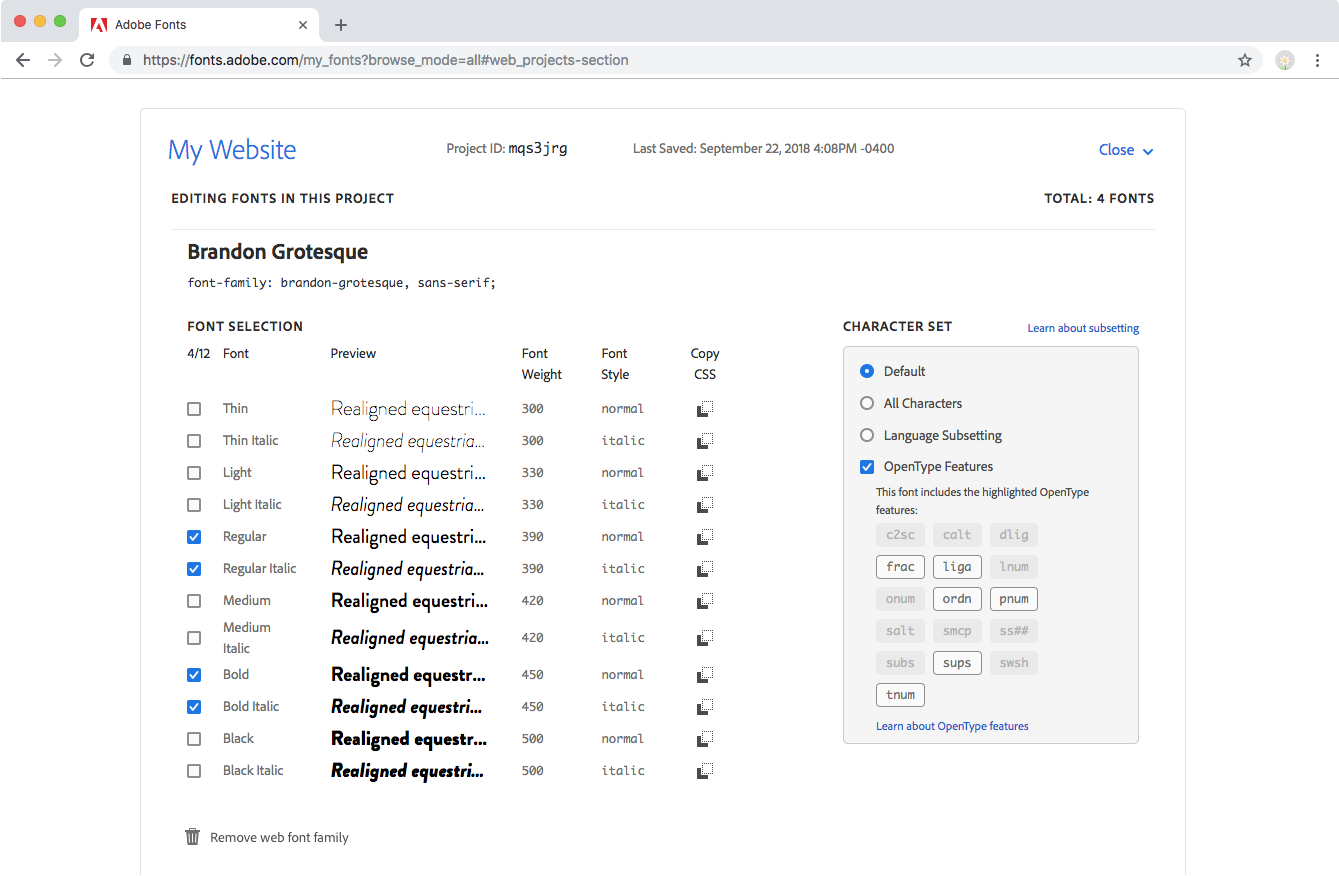 Adobe Fonts
https://fonts.adobe.com/my_fonts?browse_mode=all#web_projects-section
My Website
Project ID: mqs3jrg
Last Saved: September 22, 2018 4:08PM -0400
Close
EDITING FONTS IN THIS PROJECT
TOTAL: 4 FONTS
Brandon Grotesque
font-family: brandon-grotesque, sans-serif;
FONT SELECTION
4/12 Font Preview Font Weight Font Style Copy CSS
Thin Realigned equestri... 300 normal
Thin Italic Realigned equestria... 300 italic
Light Realigned equestri... 330 normal
Light Italic Realigned equestria... 330 italic
Regular Realigned equestri... 390 normal
Regular Italic Realigned equestria... 390 italic
Medium Realigned equestri... 420 normal
Medium Italic Realigned equestria... 420 italic
Bold Realigned equestr... 450 normal
Bold Italic Realigned equestri... 450 italic
Black Realigned equestr... 500 normal
Black Italic Realigned equestri... 500 italic
Remove web font family
CHARACTER SET
Learn about subsetting
Default
All Characters
Language Subsetting
OpenType Features
This font includes the highlighted OpenType
features:
c2sc calt dlig
frac liga lnum
onum ordn pnum
salt smcp ss##
subs sups swsh
tnum
Learn about OpenType features